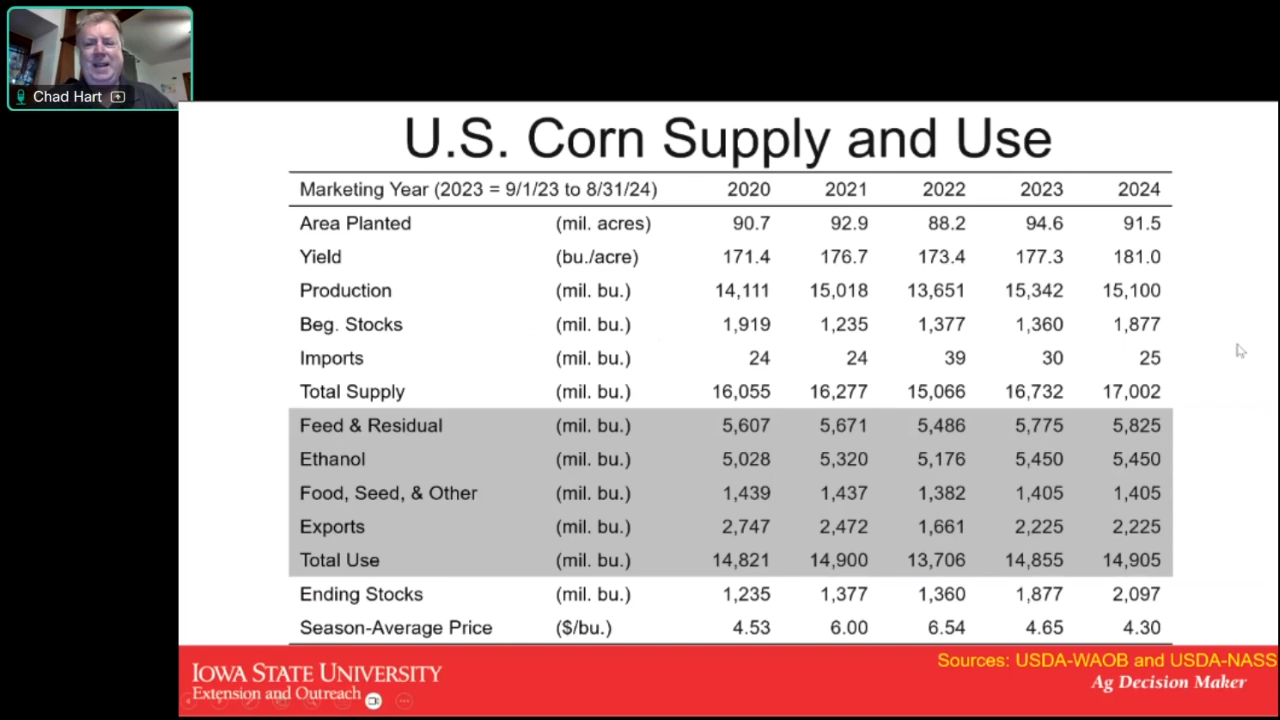 Chad Hart
U.S. Corn Supply and Use
Marketing Year (2023 = 9/1/23 to 8/31/24) 2020 2021 2022 2023 2024
Area Planted (mil. acres) 90.7 92.9 88.2 94.6 91.5
Yield (bu./acre) 171.4 176.7 173.4 177.3 181.0
Production (mil. bu.) 14,111 15,018 13,651 15,342 15,100
Beg. Stocks (mil. bu.) 1,919 1,235 1,377 1,360 1,877
Imports (mil. bu.) 24 24 39 30 25
Total Supply (mil. bu.) 16,055 16,277 15,066 16,732 17,002
Feed & Residual (mil. bu.) 5,607 5,671 5,486 5,775 5,825
Ethanol (mil. bu.) 5,028 5,320 5,176 5,450 5,450
Food, Seed, & Other (mil. bu.) 1,439 1,437 1,382 1,405 1,405
Exports (mil. bu.) 2,747 2,472 1,661 2,225 2,225
Total Use (mil. bu.) 14,821 14,900 13,706 14,855 14,905
Ending Stocks (mil. bu.) 1,235 1,377 1,360 1,877 2,097
Season-Average Price ($/bu.) 4.53 6.00 6.54 4.65 4.30
Sources: USDA-WAOB and USDA-NASS
IOWA STATE UNIVERSITY
Extension and Outreach
Ag Decision Maker